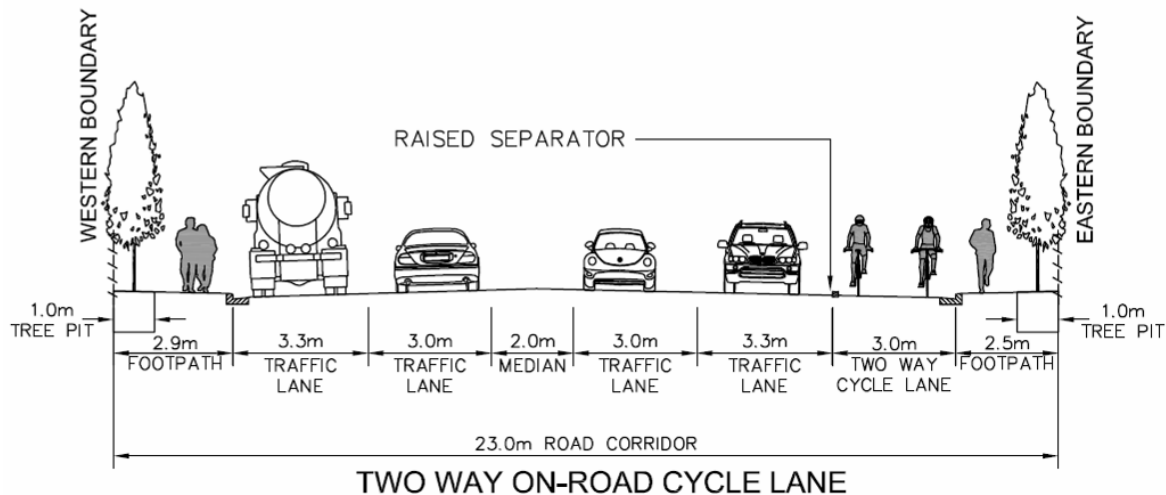 WESTERN BOUNDARY
EASTERN BOUNDARY
RAISED SEPARATOR
1.0m
TREE PIT
1.0m
TREE PIT
2.9m
FOOTPATH
3.3m
TRAFFIC
LANE
3.0m
TRAFFIC
LANE
2.0m
MEDIAN
3.0m
TRAFFIC
LANE
3.3m
TRAFFIC
LANE
3.0m
TWO WAY
CYCLE LANE
2.5m
FOOTPATH
23.0m ROAD CORRIDOR
TWO WAY ON-ROAD CYCLE LANE